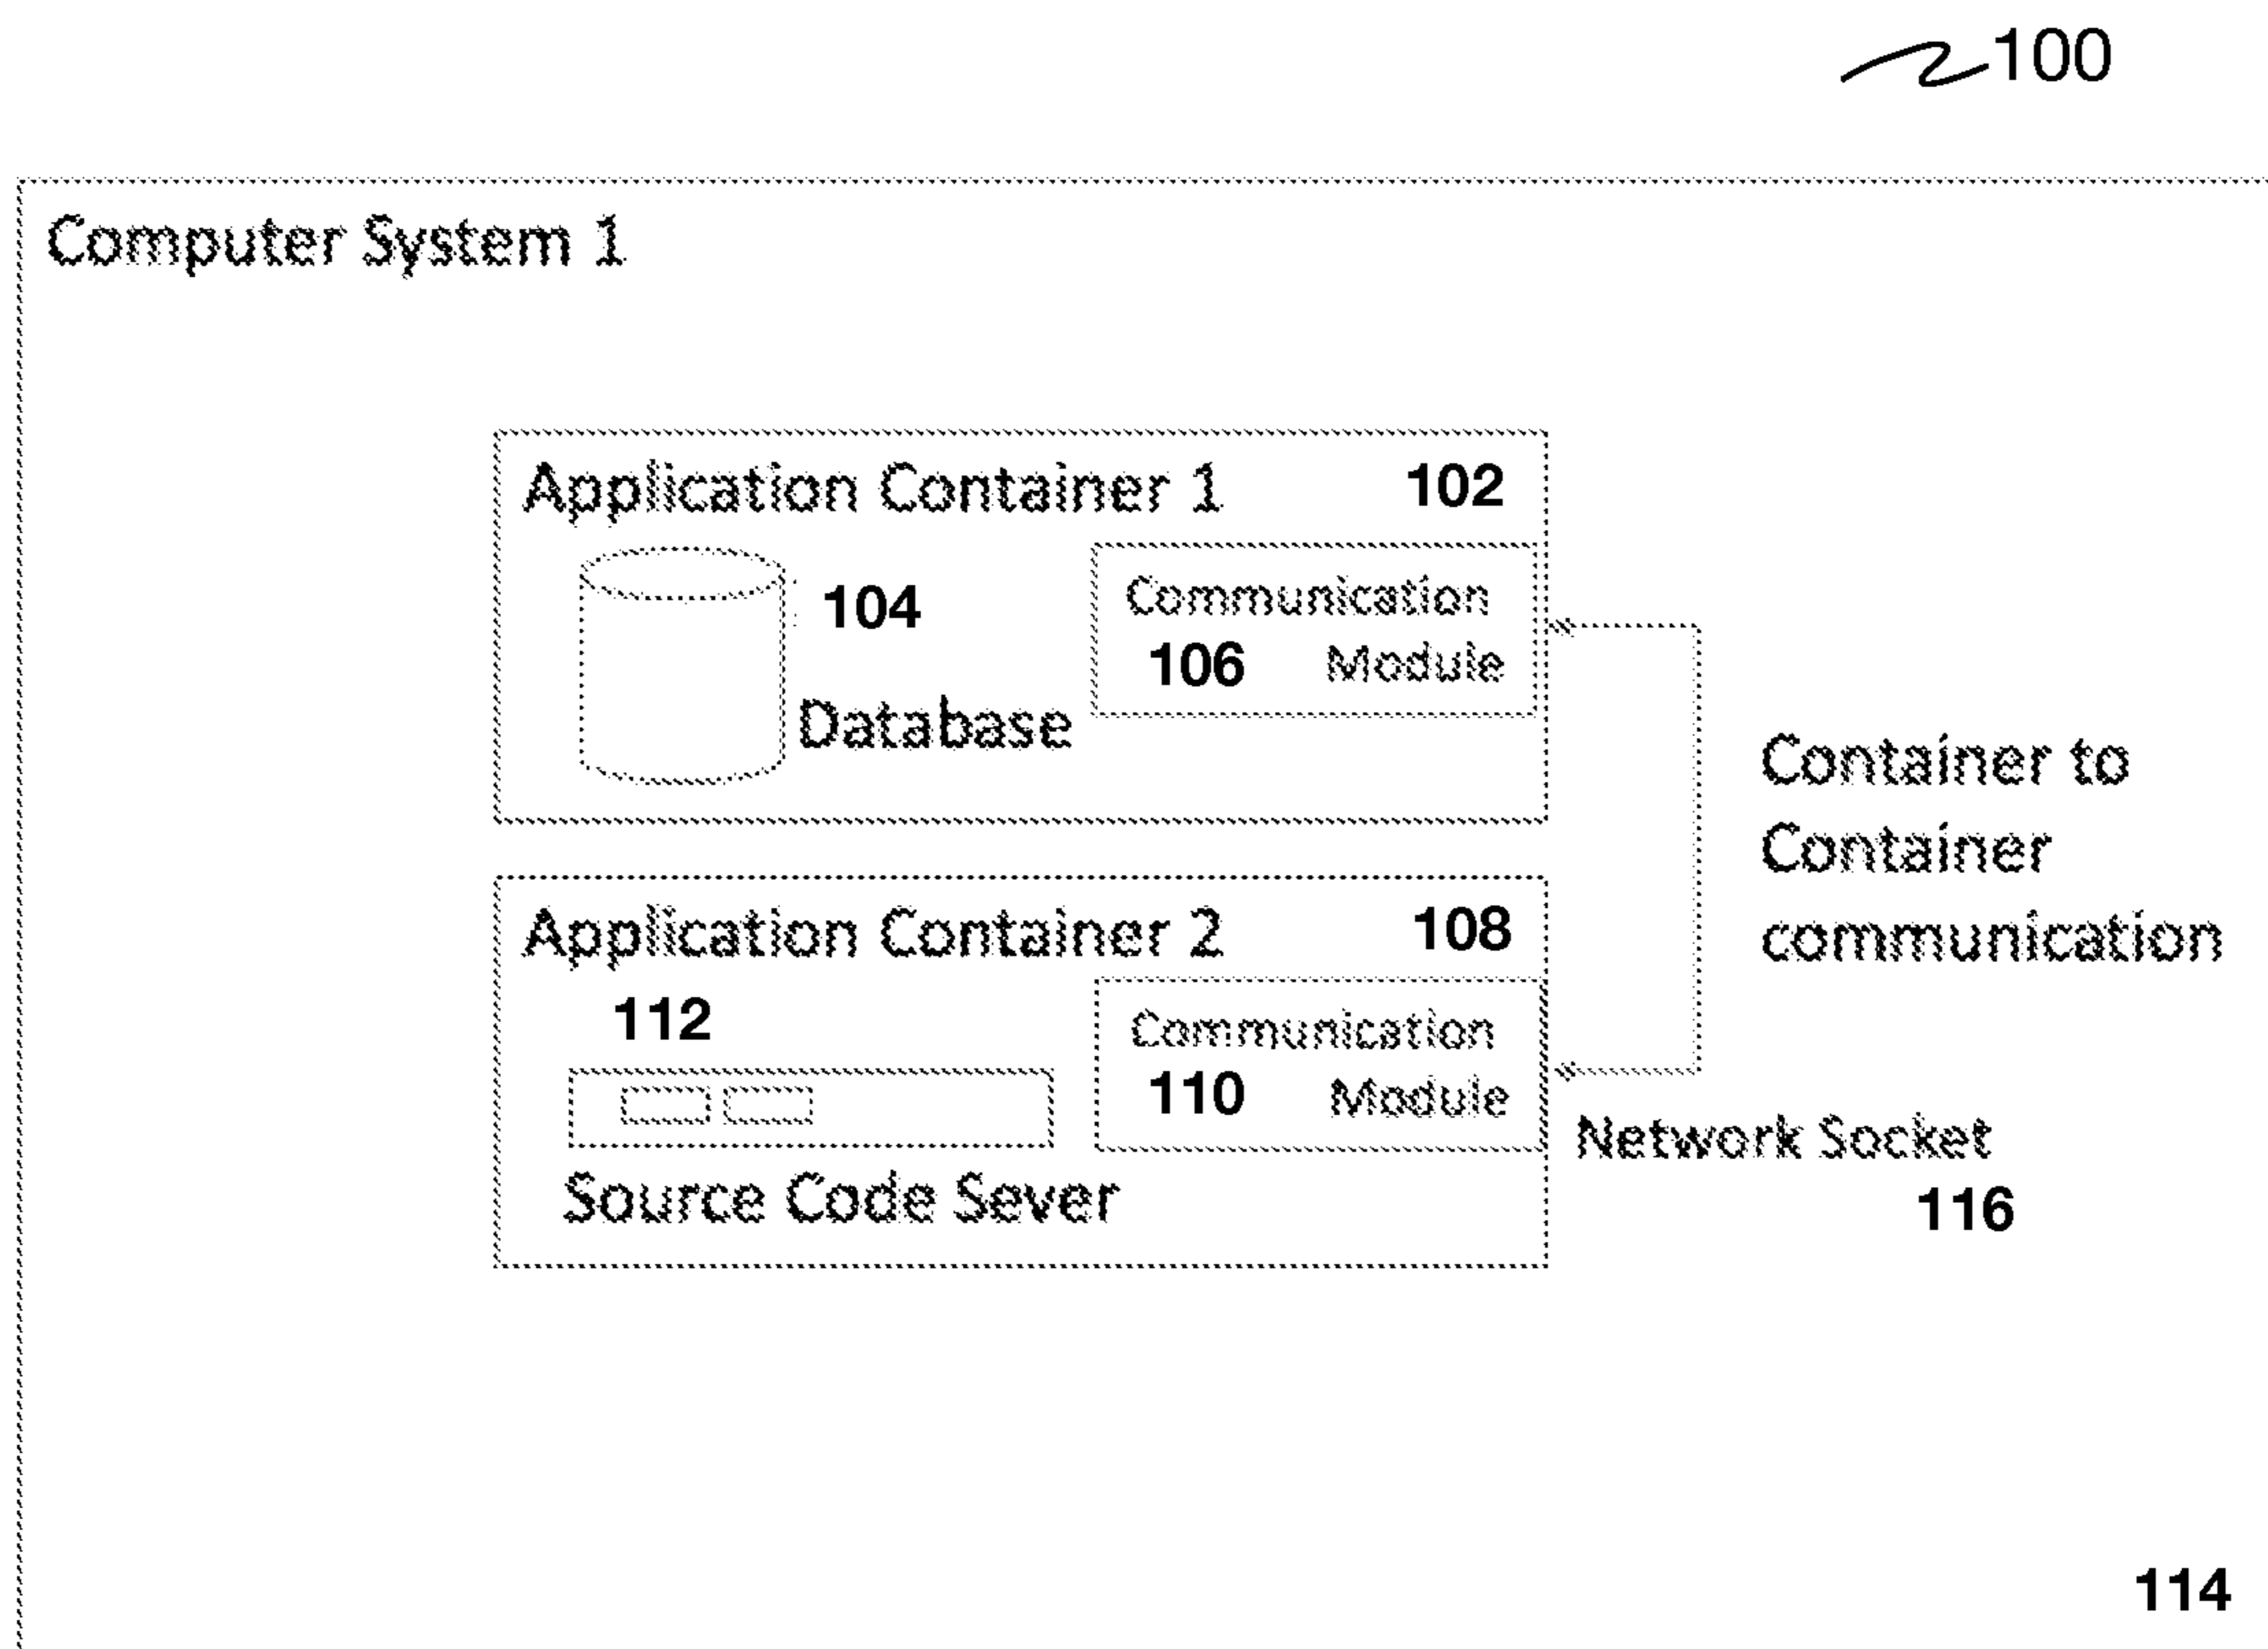 100
Computer System 1
Application Container 1 102
104
Communication
106 Module
Database
Container to
Container
communication
Application Container 2 108
112
Communication
110 Module
Network Socket
116
Source Code Sever
114